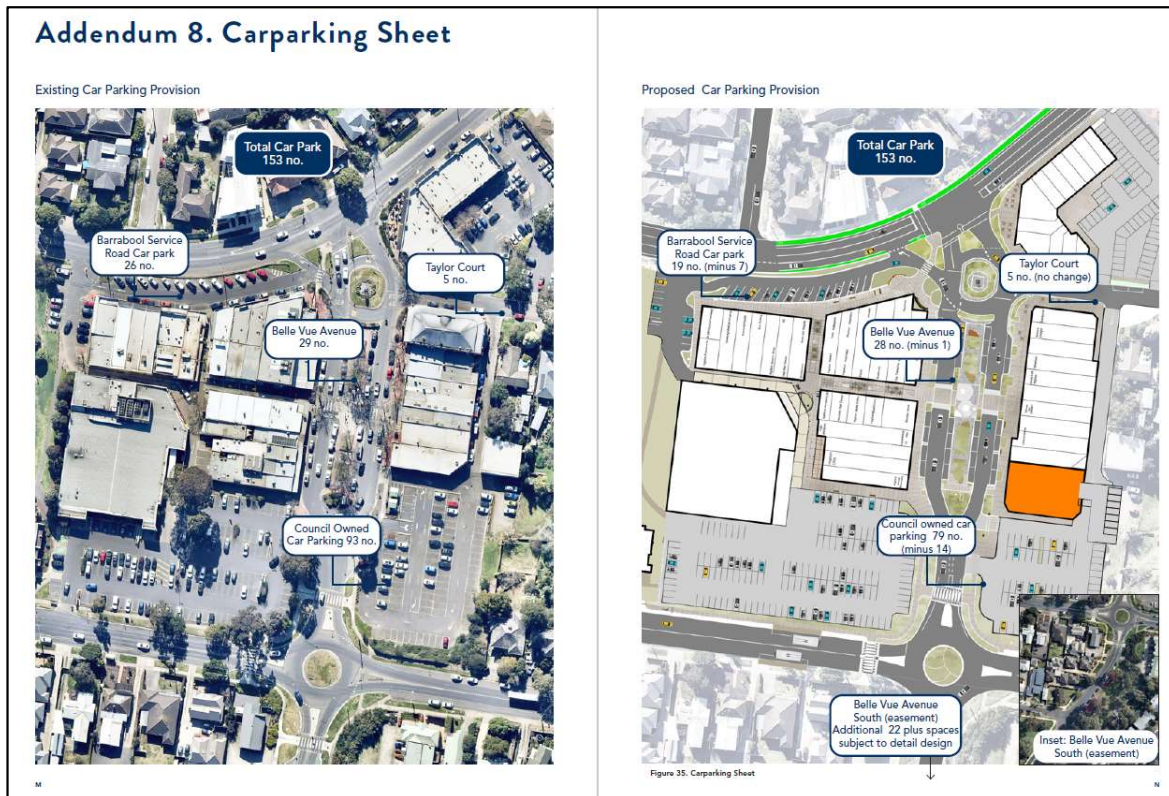 Addendum 8. Carparking Sheet
Existing Car Parking Provision
Total Car Park
153 no.
Barrabool Service
Road Car park
26 no.
Taylor Court
5 no.
Belle Vue Avenue
29 no.
Council Owned
Car Parking 93 no.
M
Proposed Car Parking Provision
Total Car Park
153 no.
Barrabool Service
Road Car park
19 no. (minus 7)
Taylor Court
5 no. (no change)
Belle Vue Avenue
28 no. (minus 1)
Council owned car
parking 79 no.
(minus 14)
Belle Vue Avenue
South (easement)
Additional 22 plus spaces
subject to detail design
Inset: Belle Vue Avenue
South (easement)
Figure 35. Carparking Sheet
N